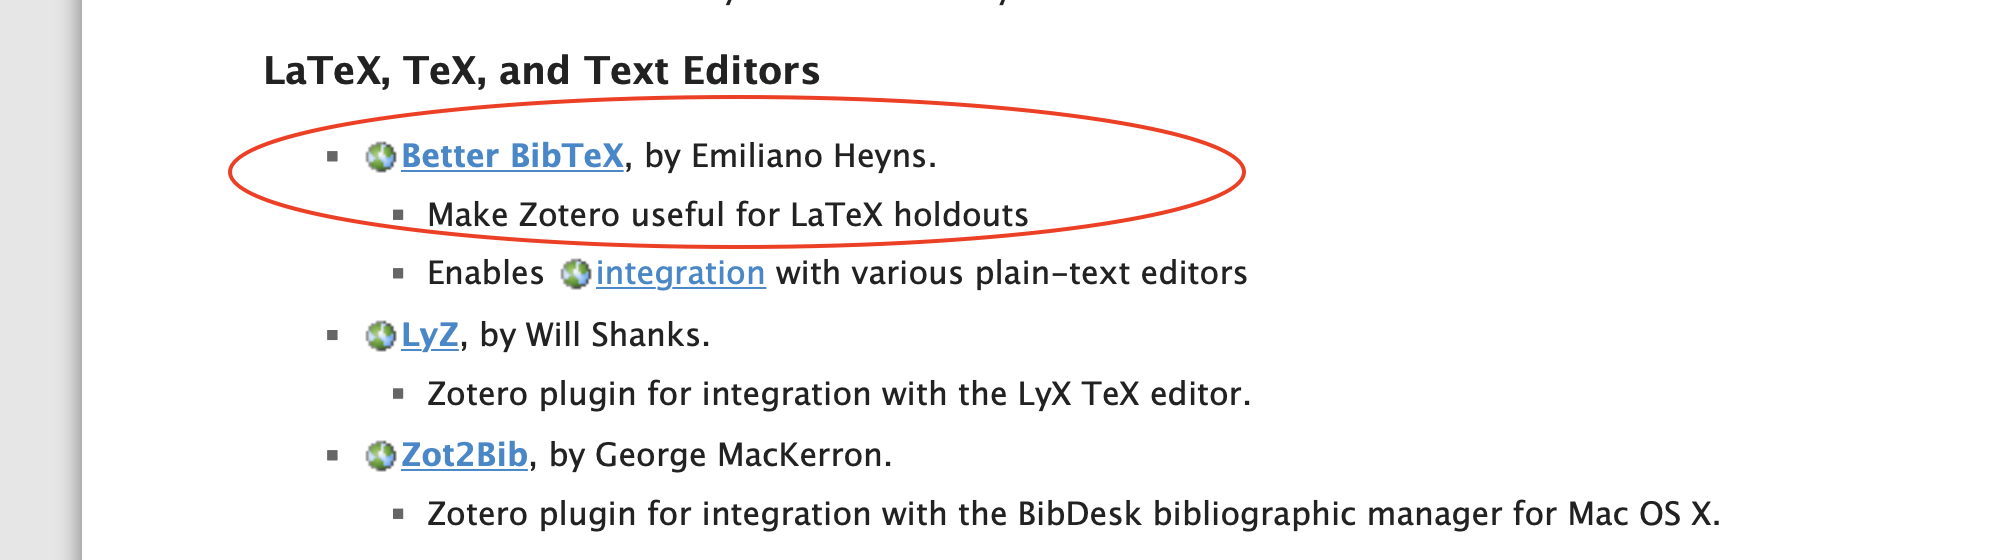 LaTeX, TeX, and Text Editors
Better BibTeX, by Emiliano Heyns.
Make Zotero useful for LaTeX holdouts
Enables integration with various plain-text editors
LyZ, by Will Shanks.
Zotero plugin for integration with the LyX TeX editor.
Zot2Bib, by George MacKerron.
Zotero plugin for integration with the BibDesk bibliographic manager for Mac OS X.